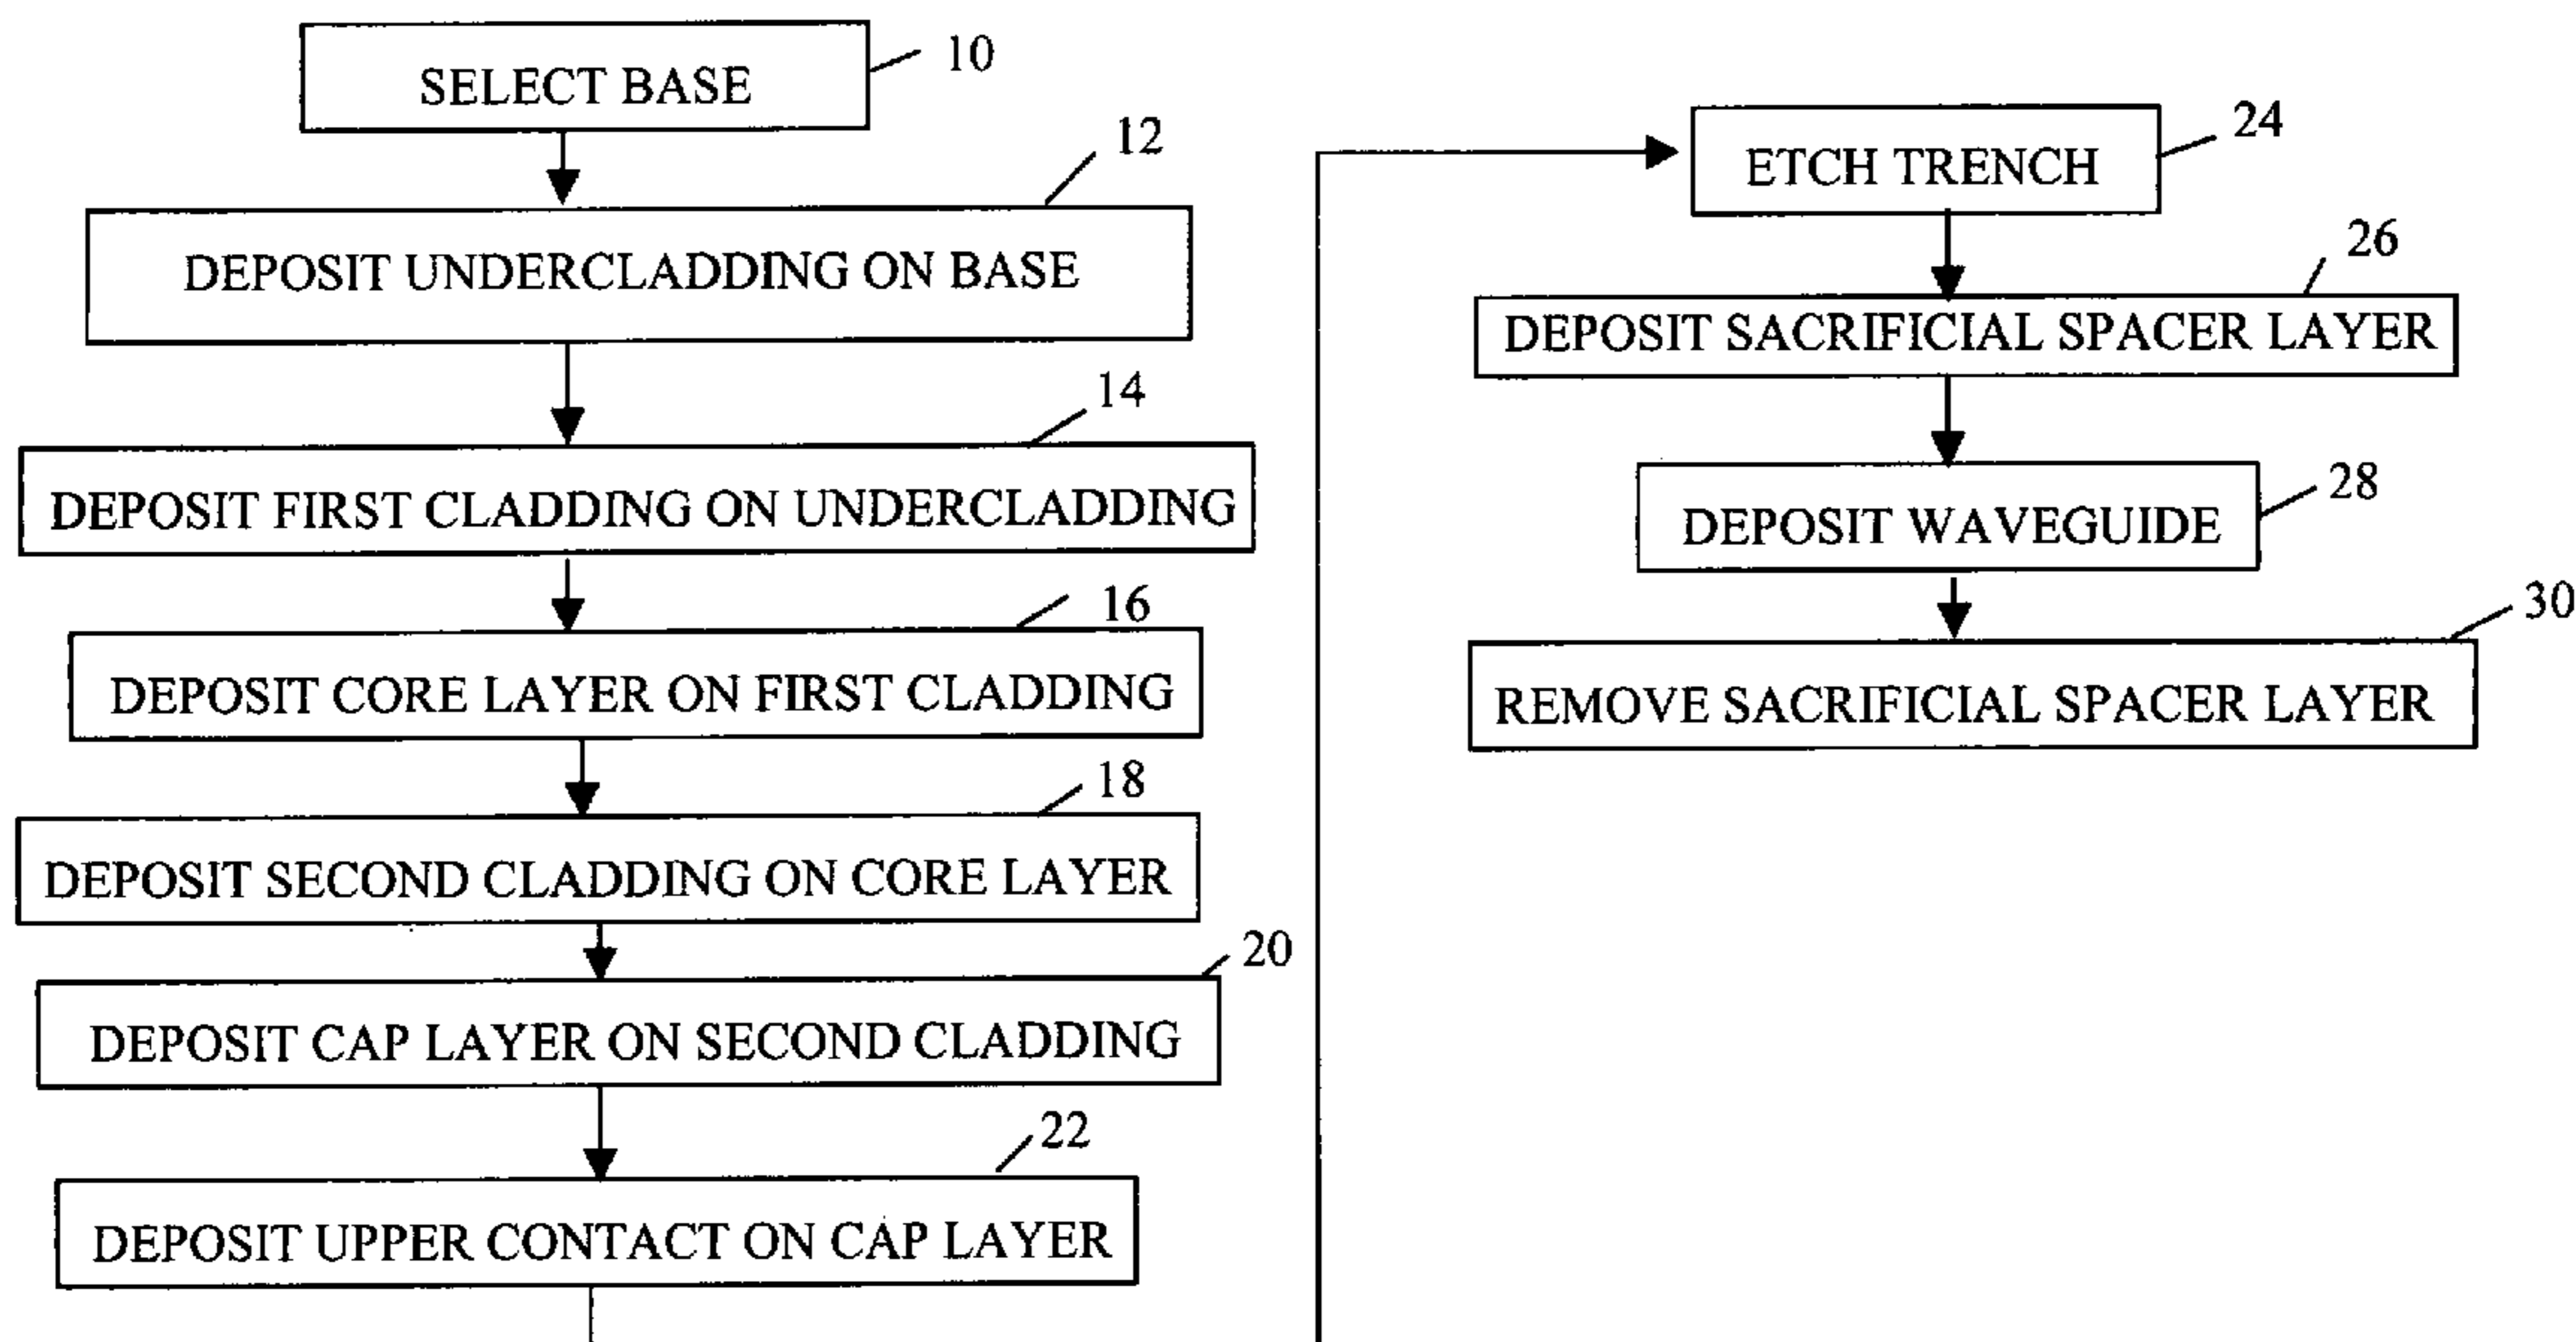 SELECT BASE
10
12
DEPOSIT UNDERCLADDING ON BASE
14
DEPOSIT FIRST CLADDING ON UNDERCLADDING
16
DEPOSIT CORE LAYER ON FIRST CLADDING
18
DEPOSIT SECOND CLADDING ON CORE LAYER
20
DEPOSIT CAP LAYER ON SECOND CLADDING
22
DEPOSIT UPPER CONTACT ON CAP LAYER
24
ETCH TRENCH
26
DEPOSIT SACRIFICIAL SPACER LAYER
28
DEPOSIT WAVEGUIDE
30
REMOVE SACRIFICIAL SPACER LAYER